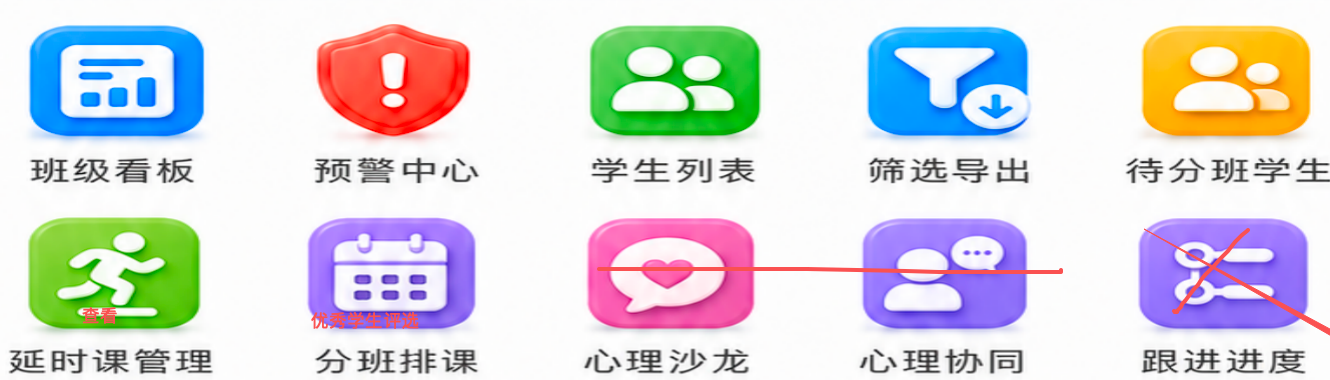 班级看板
预警中心
学生列表
筛选导出
待分班学生
查看
优秀学生评选
延时课管理
分班排课
心理沙龙
心理协同
跟进进度